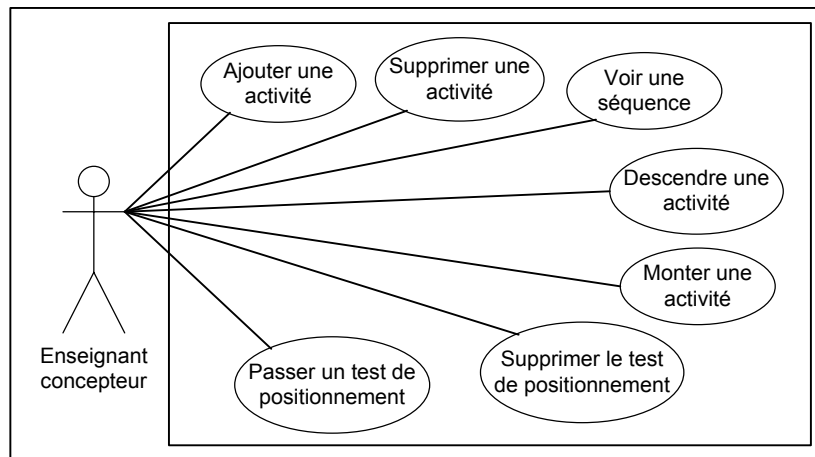 Ajouter une
activité
Supprimer une
activité
Voir une
séquence
Descendre une
activité
Monter une
activité
Supprimer le test
de positionnement
Passer un test de
positionnement
Enseignant
concepteur